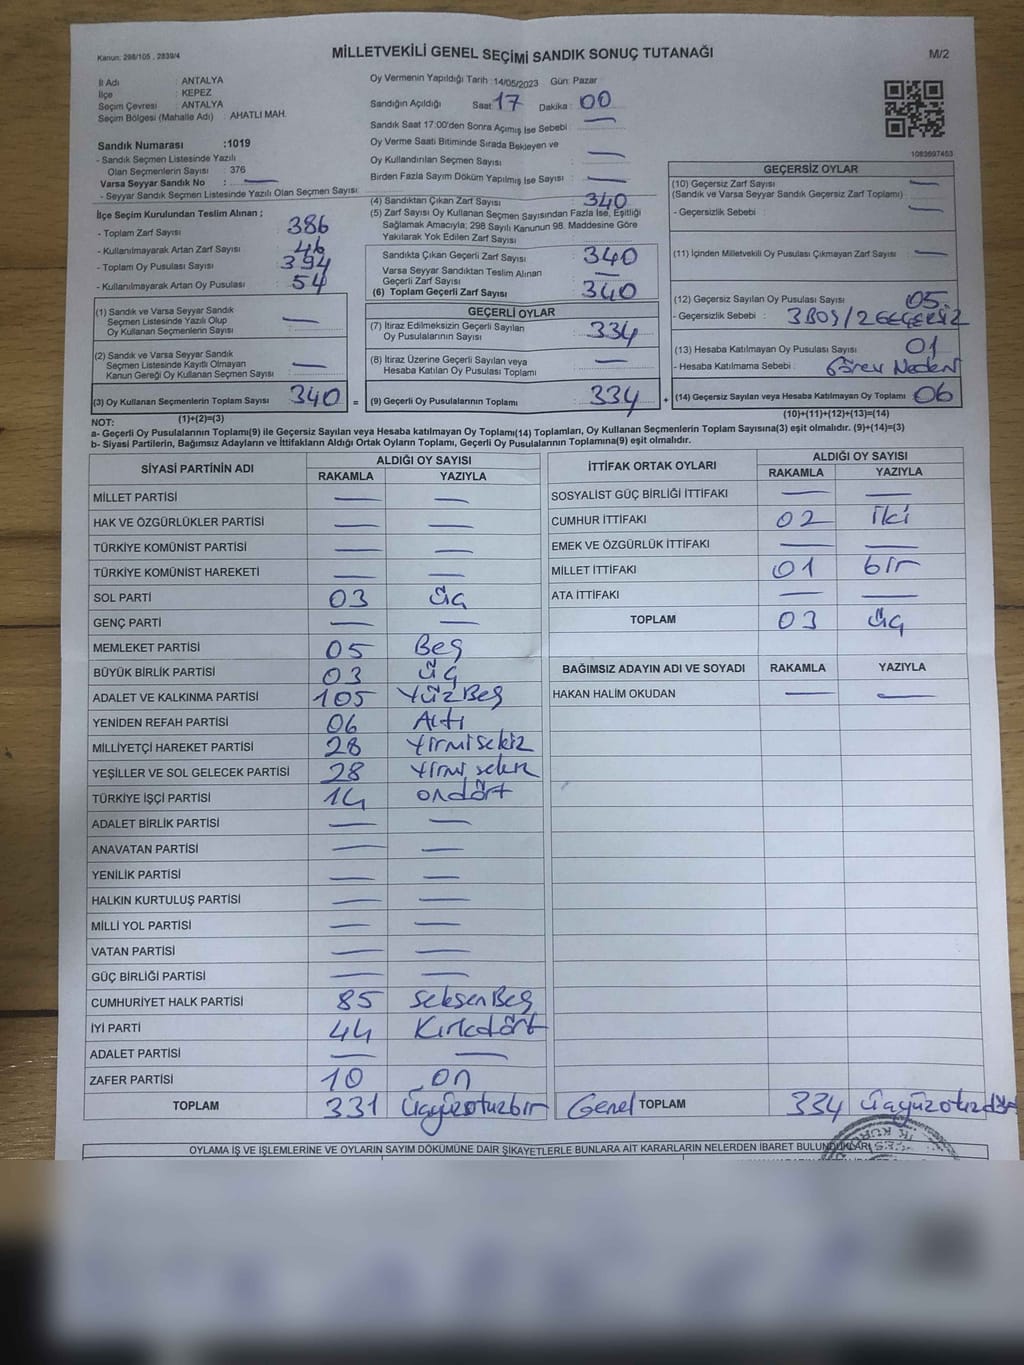 Kanun: 298/105 , 2839/4
MİLLETVEKİLİ GENEL SEÇİMİ SANDIK SONUÇ TUTANAĞI
M/2
İl Adı : ANTALYA
İlçe : KEPEZ
Seçim Çevresi : ANTALYA
Seçim Bölgesi (Mahalle Adı) : AHATLI MAH.
Sandık Numarası :1019
- Sandık Seçmen Listesinde Yazılı
Olan Seçmenlerin Sayısı : 376
Varsa Seyyar Sandık No : —
- Seyyar Sandık Seçmen Listesinde Yazılı Olan Seçmen Sayısı :
Oy Vermenin Yapıldığı Tarih : 14/05/2023 Gün: Pazar
Sandığın Açıldığı Saat 17 Dakika : 00
Sandık Saat 17:00'den Sonra Açımış İse Sebebi : —
Oy Verme Saati Bitiminde Sırada Bekleyen ve
Oy Kullandırılan Seçmen Sayısı : —
Birden Fazla Sayım Döküm Yapılmış İse Sayısı : —
1083697453
İlçe Seçim Kurulundan Teslim Alınan ;
- Toplam Zarf Sayısı : 386
- Kullanılmayarak Artan Zarf Sayısı : 46
- Toplam Oy Pusulası Sayısı : 394
- Kullanılmayarak Artan Oy Pusulası : 54
(4) Sandıktan Çıkan Zarf Sayısı : 340
(5) Zarf Sayısı Oy Kullanan Seçmen Sayısından Fazla İse, Eşitliği
Sağlamak Amacıyla; 298 Sayılı Kanunun 98. Maddesine Göre
Yakılarak Yok Edilen Zarf Sayısı :
Sandıkta Çıkan Geçerli Zarf Sayısı : 340
Varsa Seyyar Sandıktan Teslim Alınan
Geçerli Zarf Sayısı : —
(6) Toplam Geçerli Zarf Sayısı : 340
GEÇERSİZ OYLAR
(10) Geçersiz Zarf Sayısı : —
(Sandık ve Varsa Seyyar Sandık Geçersiz Zarf Toplamı)
- Geçersizlik Sebebi : —
(11) İçinden Milletvekili Oy Pusulası Çıkmayan Zarf Sayısı : —
(12) Geçersiz Sayılan Oy Pusulası Sayısı : 05
- Geçersizlik Sebebi : 3 BOŞ / 2 GEÇERSİZ
(13) Hesaba Katılmayan Oy Pusulası Sayısı : 01
- Hesaba Katılmama Sebebi : Görev Neden
(14) Geçersiz Sayılan veya Hesaba Katılmayan Oy Toplamı : 06
(10)+(11)+(12)+(13)=(14)
(1) Sandık ve Varsa Seyyar Sandık
Seçmen Listesinde Yazılı Olup
Oy Kullanan Seçmenlerin Sayısı : —
(2) Sandık ve Varsa Seyyar Sandık
Seçmen Listesinde Kayıtlı Olmayan
Kanun Gereği Oy Kullanan Seçmen Sayısı : —
(3) Oy Kullanan Seçmenlerin Toplam Sayısı : 340 =
(1)+(2)=(3)
GEÇERLİ OYLAR
(7) İtiraz Edilmeksizin Geçerli Sayılan
Oy Pusulalarının Sayısı : 334
(8) İtiraz Üzerine Geçerli Sayılan veya
Hesaba Katılan Oy Pusulası Toplamı : —
(9) Geçerli Oy Pusulalarının Toplamı : 334 +
NOT:
a- Geçerli Oy Pusulalarının Toplamı(9) ile Geçersiz Sayılan veya Hesaba katılmayan Oy Toplamı(14) Toplamları, Oy Kullanan Seçmenlerin Toplam Sayısına(3) eşit olmalıdır. (9)+(14)=(3)
b- Siyasi Partilerin, Bağımsız Adayların ve İttifakların Aldığı Ortak Oyların Toplamı, Geçerli Oy Pusulalarının Toplamına(9) eşit olmalıdır.
SİYASİ PARTİNİN ADI ALDIĞI OY SAYISI
RAKAMLA YAZIYLA
MİLLET PARTİSİ — —
HAK VE ÖZGÜRLÜKLER PARTİSİ — —
TÜRKİYE KOMÜNİST PARTİSİ — —
TÜRKİYE KOMÜNİST HAREKETİ — —
SOL PARTİ 03 üç
GENÇ PARTİ — —
MEMLEKET PARTİSİ 05 Beş
BÜYÜK BİRLİK PARTİSİ 03 üç
ADALET VE KALKINMA PARTİSİ 105 YüzBeş
YENİDEN REFAH PARTİSİ 06 Altı
MİLLİYETÇİ HAREKET PARTİSİ 28 Yirmisekiz
YEŞİLLER VE SOL GELECEK PARTİSİ 28 Yirmi sekiz
TÜRKİYE İŞÇİ PARTİSİ 14 ondört
ADALET BİRLİK PARTİSİ — —
ANAVATAN PARTİSİ — —
YENİLİK PARTİSİ — —
HALKIN KURTULUŞ PARTİSİ — —
MİLLİ YOL PARTİSİ — —
VATAN PARTİSİ — —
GÜÇ BİRLİĞİ PARTİSİ — —
CUMHURİYET HALK PARTİSİ 85 seksenBeş
İYİ PARTİ 44 Kırkdört
ADALET PARTİSİ — —
ZAFER PARTİSİ 10 on
TOPLAM 331 üçyüzotuzbir
İTTİFAK ORTAK OYLARI ALDIĞI OY SAYISI
RAKAMLA YAZIYLA
SOSYALİST GÜÇ BİRLİĞİ İTTİFAKI — —
CUMHUR İTTİFAKI 02 iki
EMEK VE ÖZGÜRLÜK İTTİFAKI — —
MİLLET İTTİFAKI 01 bir
ATA İTTİFAKI — —
TOPLAM 03 üç
BAĞIMSIZ ADAYIN ADI VE SOYADI RAKAMLA YAZIYLA
HAKAN HALİM OKUDAN — —
Genel TOPLAM 334 üçyüzotuzdört
OYLAMA İŞ VE İŞLEMLERİNE VE OYLARIN SAYIM DÖKÜMÜNE DAİR ŞİKAYETLERLE BUNLARA AİT KARARLARIN NELERDEN İBARET BULUNDUKLARI